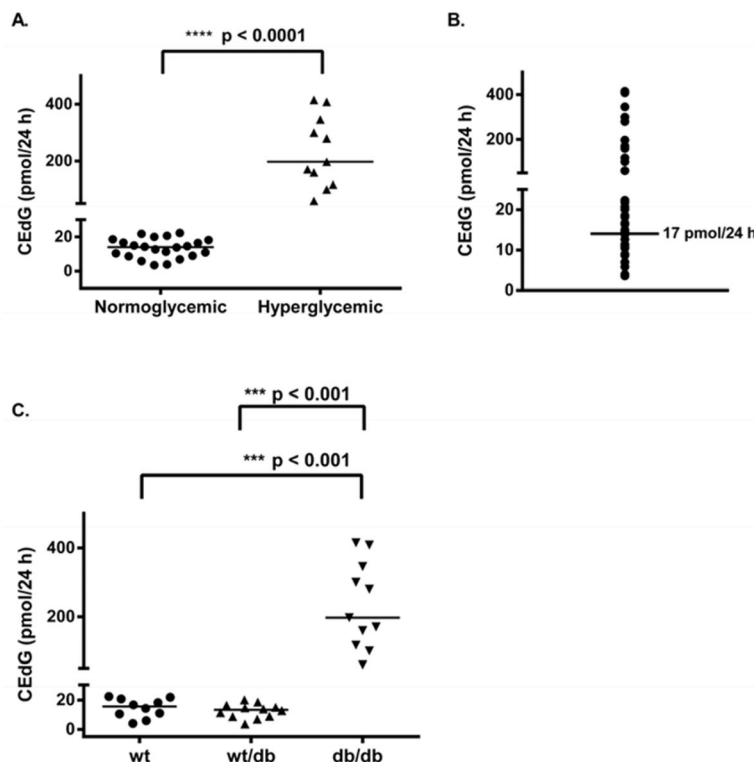 A.
**** p < 0.0001
CEdG (pmol/24 h)
400
200
20
0
Normoglycemic Hyperglycemic
B.
CEdG (pmol/24 h)
400
200
20
10
0
17 pmol/24 h
C.
*** p < 0.001
*** p < 0.001
CEdG (pmol/24 h)
400
200
20
0
wt wt/db db/db